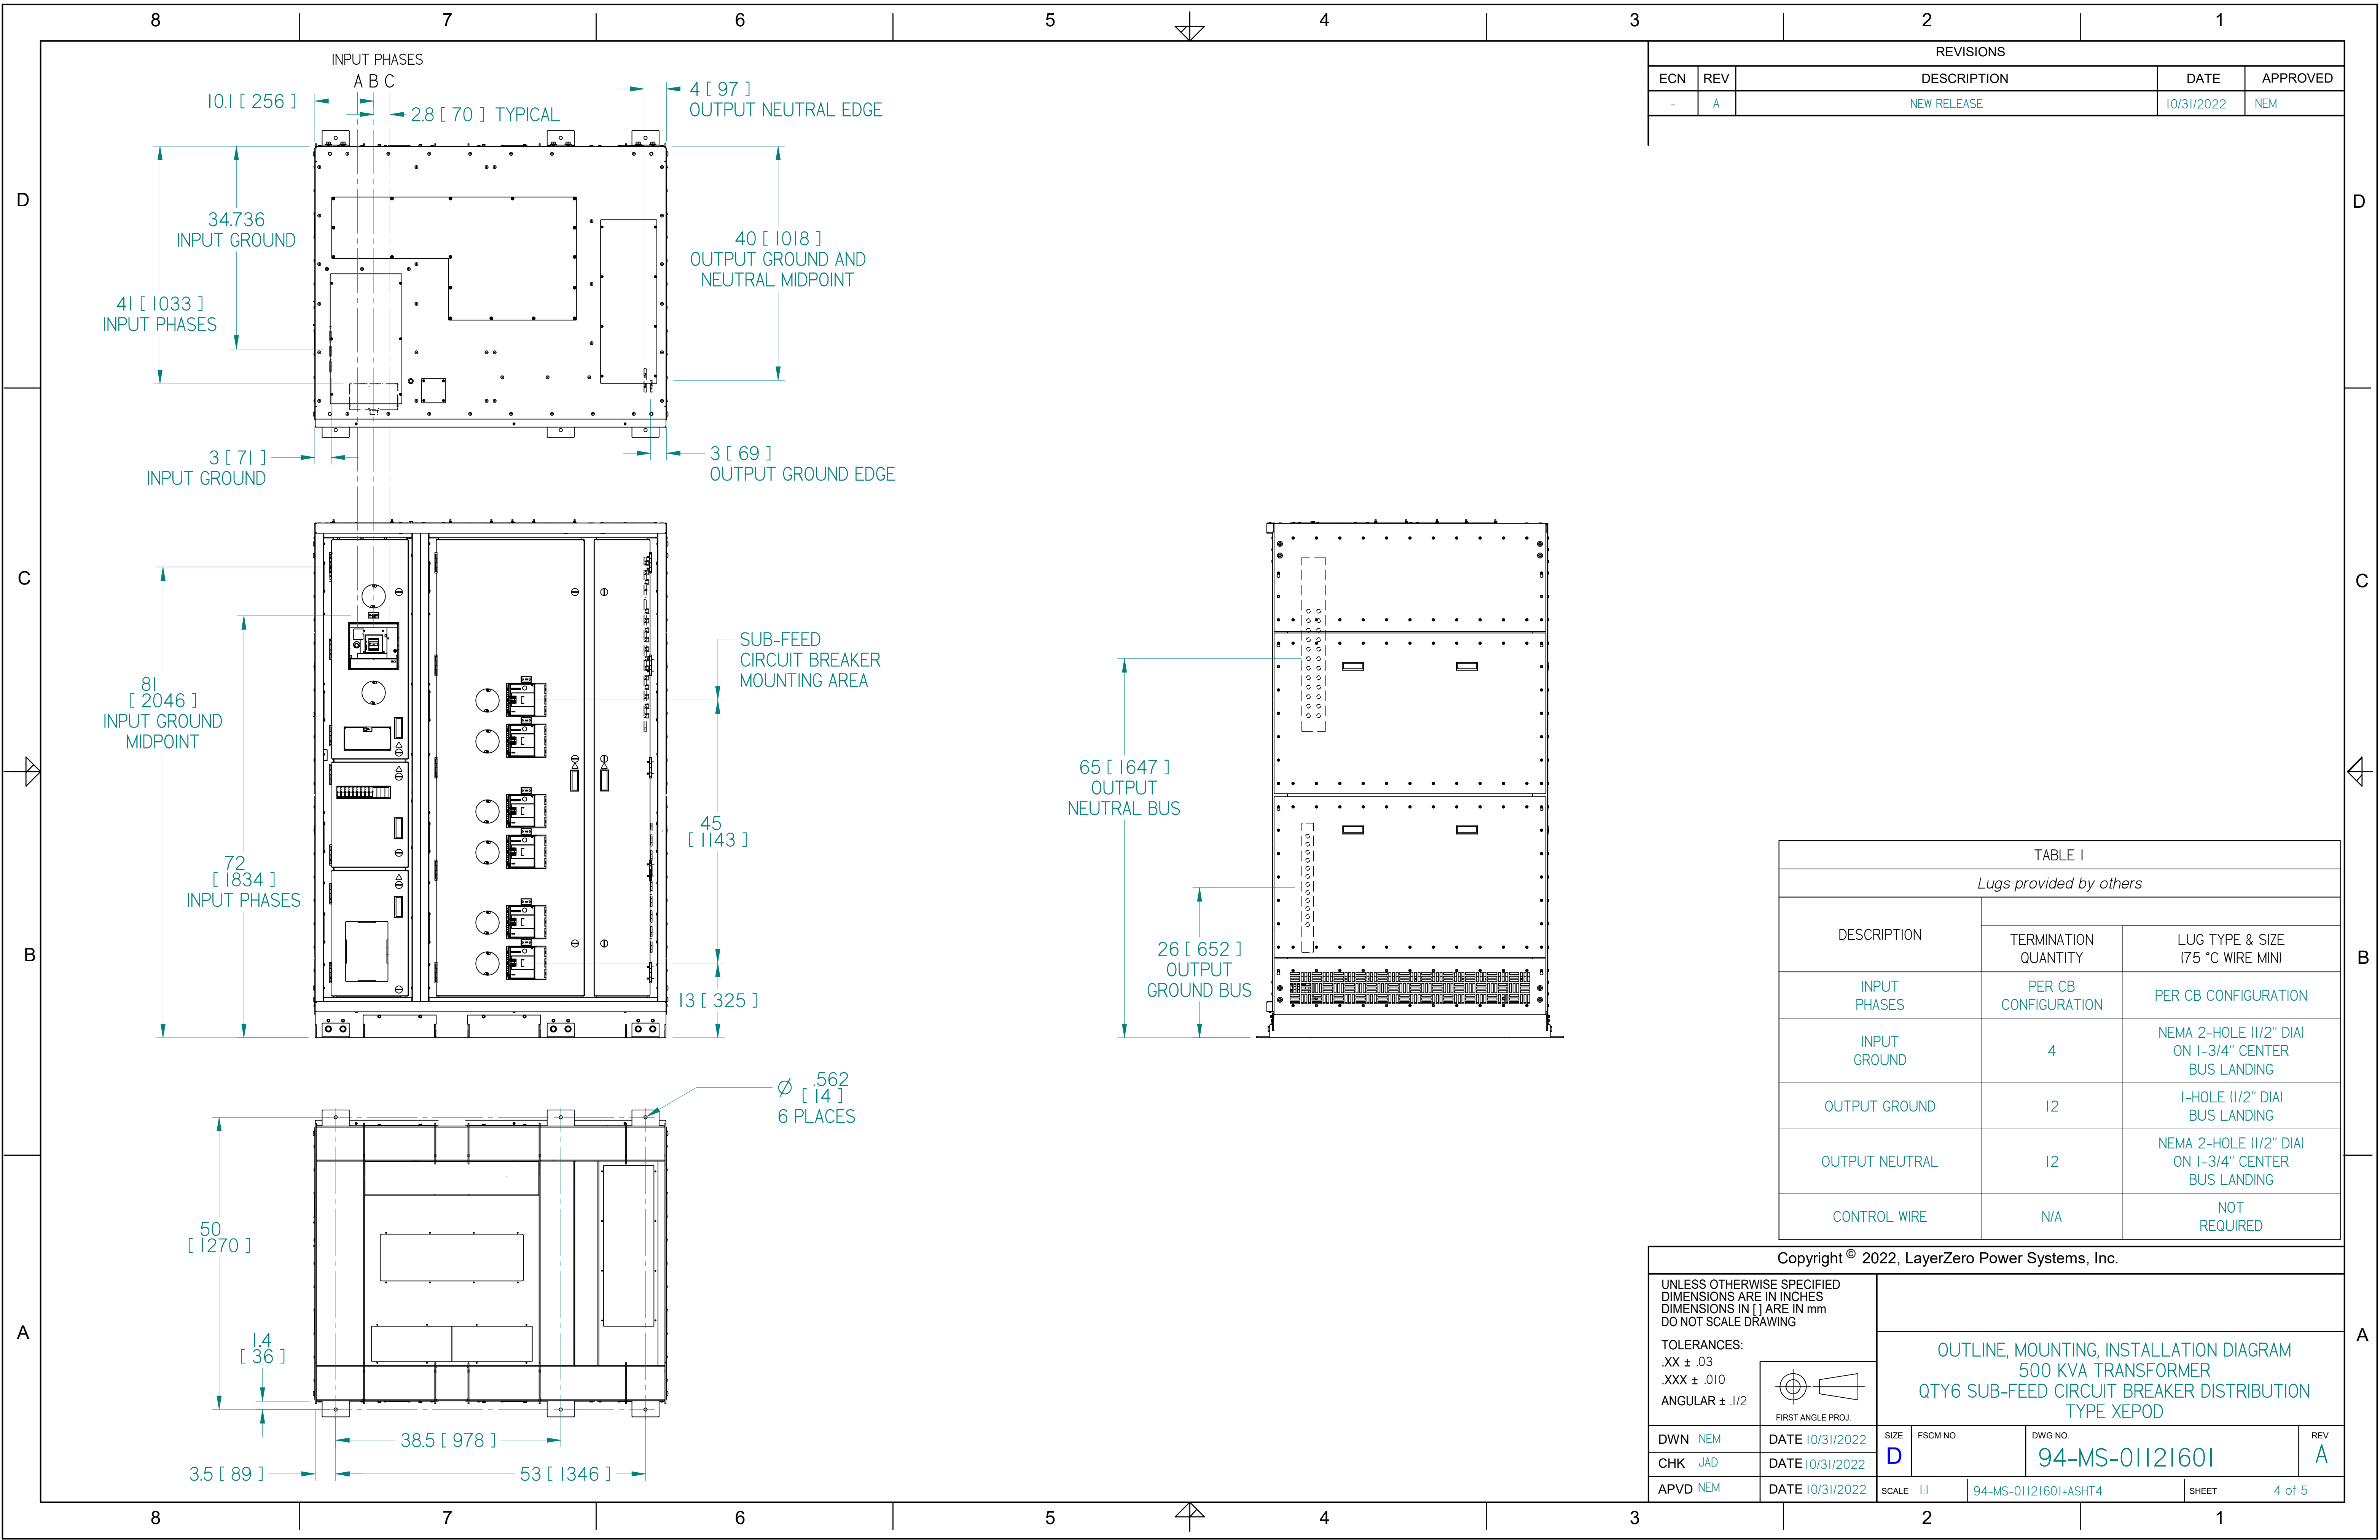 8 7 6 5 4 3 2 1
D
C
B
A
D
C
B
A
INPUT PHASES
A B C
10.1 [ 256 ]
2.8 [ 70 ] TYPICAL
4 [ 97 ]
OUTPUT NEUTRAL EDGE
34.736
INPUT GROUND
41 [ 1033 ]
INPUT PHASES
40 [ 1018 ]
OUTPUT GROUND AND
NEUTRAL MIDPOINT
3 [ 71 ]
INPUT GROUND
3 [ 69 ]
OUTPUT GROUND EDGE
81
[ 2046 ]
INPUT GROUND
MIDPOINT
72
[ 1834 ]
INPUT PHASES
SUB-FEED
CIRCUIT BREAKER
MOUNTING AREA
45
[ 1143 ]
13 [ 325 ]
65 [ 1647 ]
OUTPUT
NEUTRAL BUS
26 [ 652 ]
OUTPUT
GROUND BUS
Ø .562
[ 14 ]
6 PLACES
50
[ 1270 ]
1.4
[ 36 ]
38.5 [ 978 ]
3.5 [ 89 ]
53 [ 1346 ]
REVISIONS
ECN REV DESCRIPTION DATE APPROVED
- A NEW RELEASE 10/31/2022 NEM
TABLE 1
Lugs provided by others
DESCRIPTION
TERMINATION
QUANTITY
LUG TYPE & SIZE
(75 °C WIRE MIN)
INPUT
PHASES
PER CB
CONFIGURATION
PER CB CONFIGURATION
INPUT
GROUND
4
NEMA 2-HOLE (1/2" DIA)
ON 1-3/4" CENTER
BUS LANDING
OUTPUT GROUND
12
1-HOLE (1/2" DIA)
BUS LANDING
OUTPUT NEUTRAL
12
NEMA 2-HOLE (1/2" DIA)
ON 1-3/4" CENTER
BUS LANDING
CONTROL WIRE
N/A
NOT
REQUIRED
Copyright © 2022, LayerZero Power Systems, Inc.
UNLESS OTHERWISE SPECIFIED
DIMENSIONS ARE IN INCHES
DIMENSIONS IN [ ] ARE IN mm
DO NOT SCALE DRAWING
TOLERANCES:
.XX ± .03
.XXX ± .010
ANGULAR ± .1/2
FIRST ANGLE PROJ.
OUTLINE, MOUNTING, INSTALLATION DIAGRAM
500 KVA TRANSFORMER
QTY6 SUB-FEED CIRCUIT BREAKER DISTRIBUTION
TYPE XEPOD
DWN NEM DATE 10/31/2022
CHK JAD DATE 10/31/2022
APVD NEM DATE 10/31/2022
SIZE
D
FSCM NO.
DWG NO.
94-MS-01121601
REV
A
SCALE 1:1
94-MS-01121601+ASHT4
SHEET 4 of 5
8 7 6 5 4 3 2 1